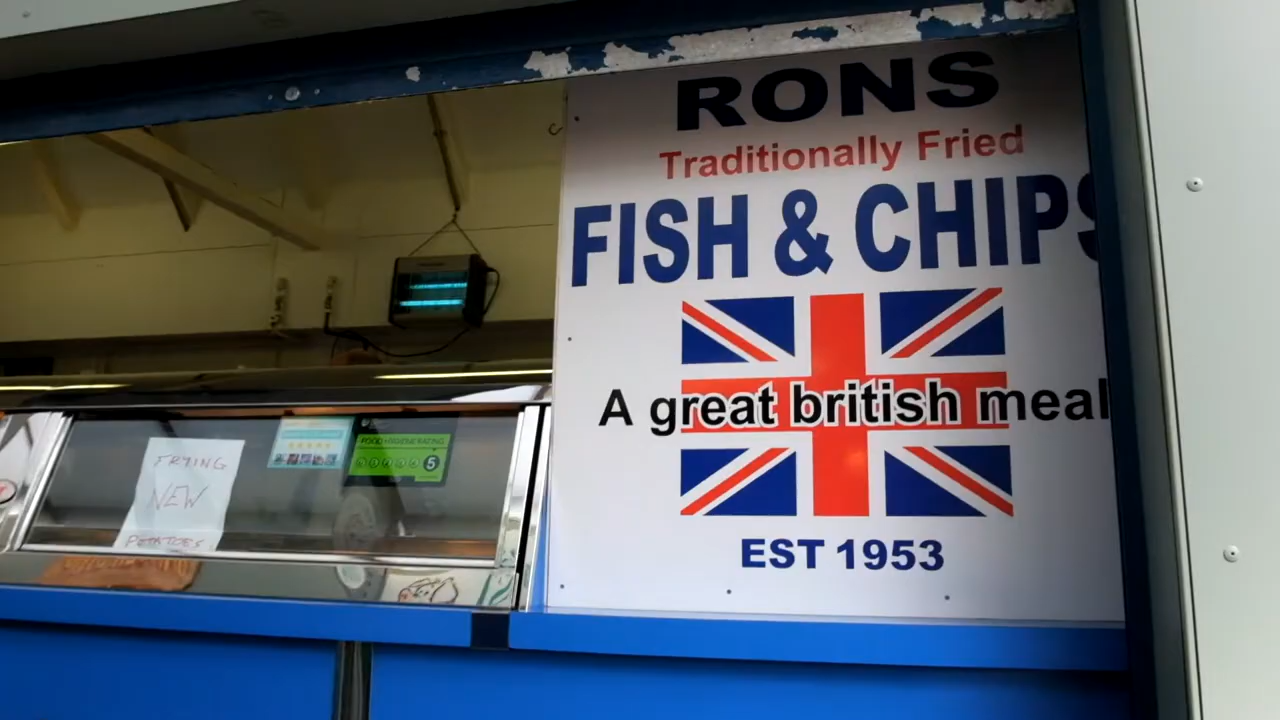 RONS
Traditionally Fried
FISH & CHIPS
A great british meal
EST 1953
FRYING
NEW
POTATOES
FOOD HYGIENE RATING
5